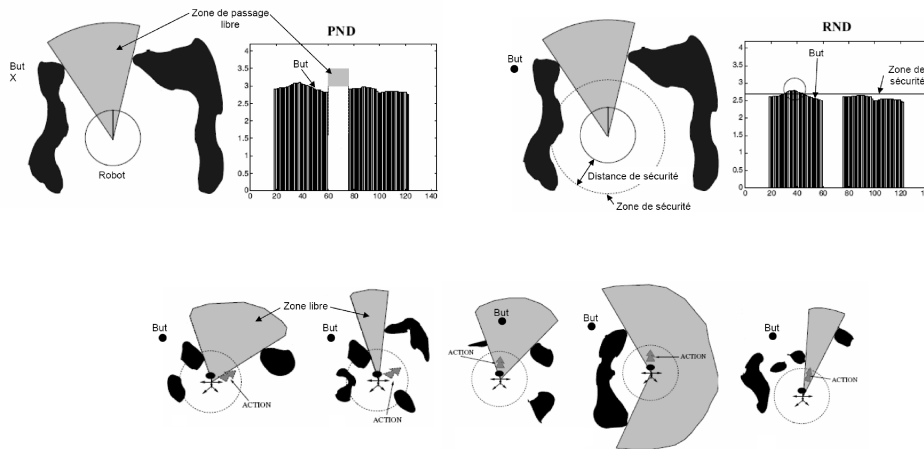 Zone de passage
libre
PND
But
X
But
Robot
3.5
3
2.5
2
1.5
1
0.5
0
0
20
40
60
80
100
120
140
RND
But
But
Zone de
sécurité
Distance de sécurité
Zone de sécurité
4
3.5
3
2.5
2
1.5
1
0.5
0
0
20
40
60
80
100
120
But
Zone libre
ACTION
But
ACTION
But
ACTION
But
ACTION
But
ACTION